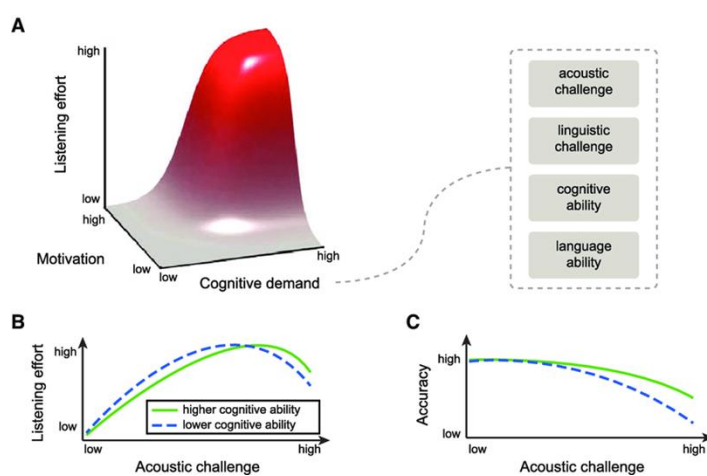 A
high
Listening effort
low
high
Motivation
low
low
Cognitive demand
high
acoustic
challenge
linguistic
challenge
cognitive
ability
language
ability
B
high
Listening effort
low
higher cognitive ability
lower cognitive ability
low
high
Acoustic challenge
C
high
Accuracy
low
low
high
Acoustic challenge